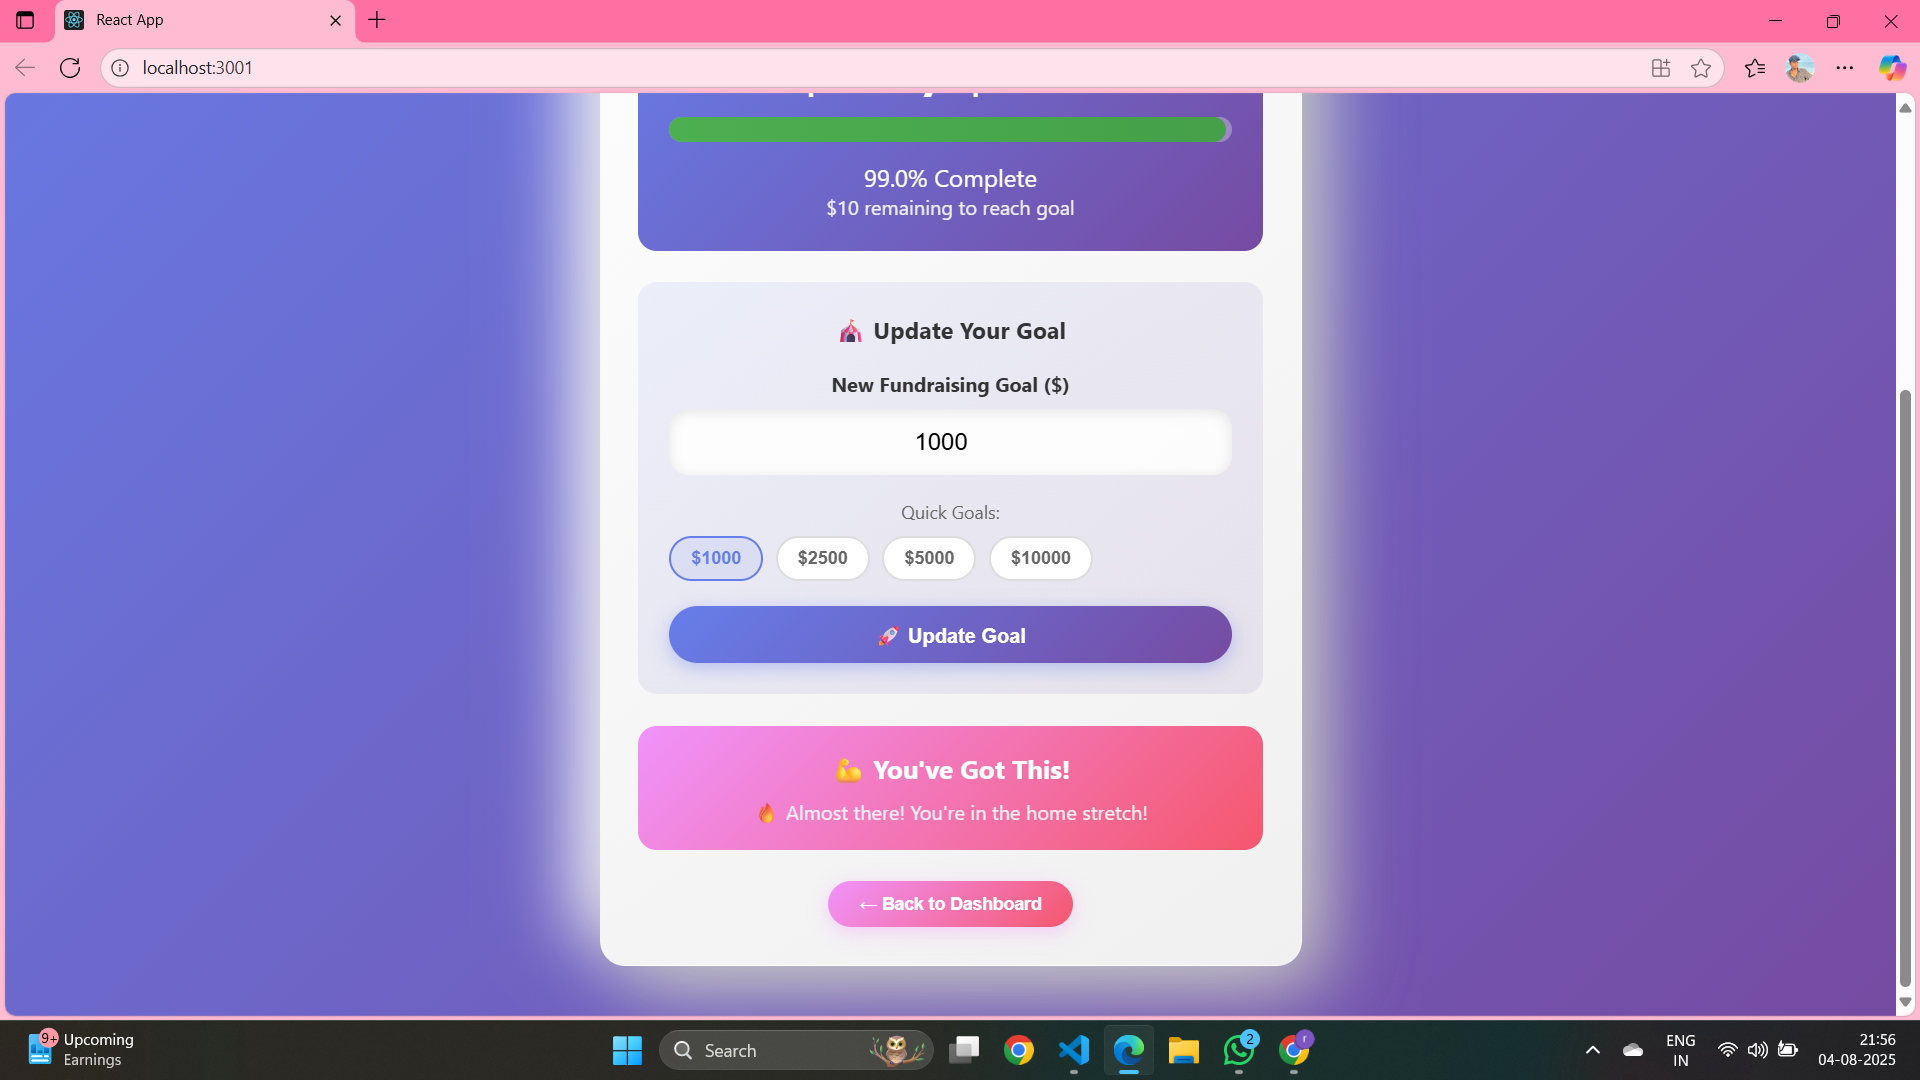 React App
localhost:3001
99.0% Complete
$10 remaining to reach goal
Update Your Goal
New Fundraising Goal ($)
1000
Quick Goals:
$1000 $2500 $5000 $10000
Update Goal
You've Got This!
Almost there! You're in the home stretch!
← Back to Dashboard
9+ Upcoming
Earnings
Search
2
r
ENG
IN
21:56
04-08-2025